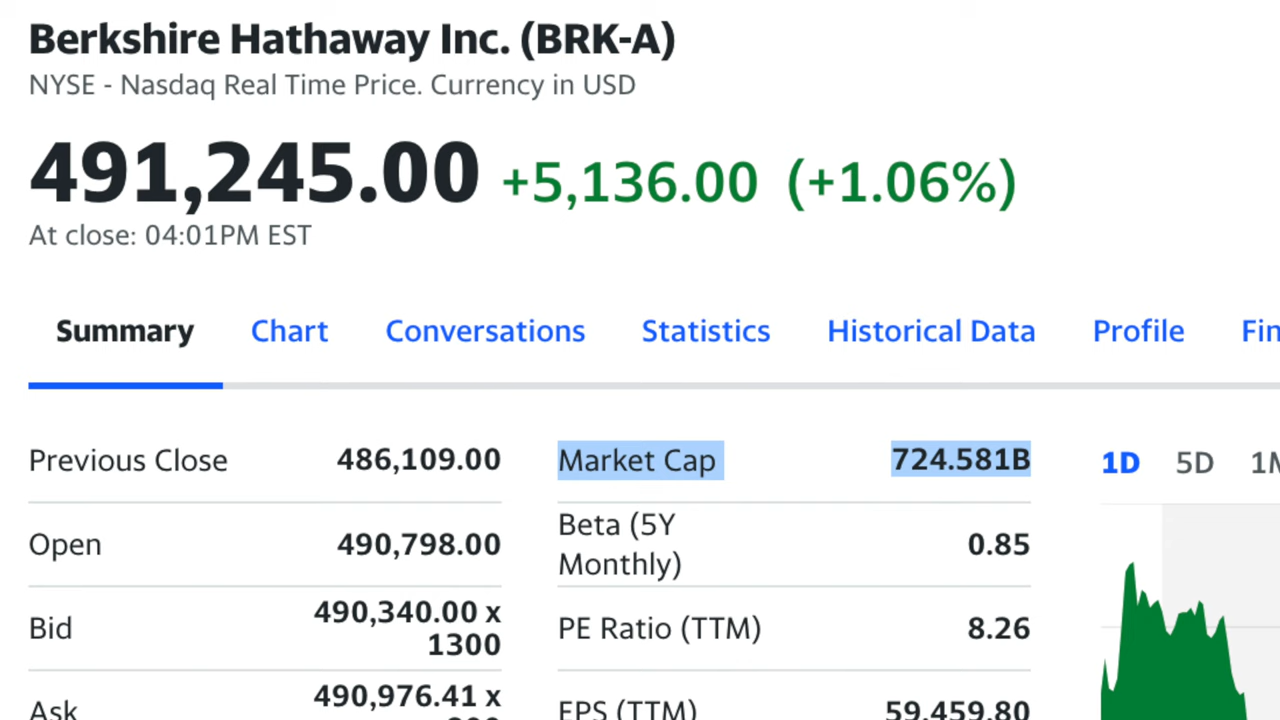 Berkshire Hathaway Inc. (BRK-A)
NYSE - Nasdaq Real Time Price. Currency in USD
491,245.00 +5,136.00 (+1.06%)
At close: 04:01PM EST
Summary Chart Conversations Statistics Historical Data Profile Fin
Previous Close 486,109.00 Market Cap 724.581B 1D 5D 1M
Open 490,798.00 Beta (5Y Monthly) 0.85
Bid 490,340.00 x 1300 PE Ratio (TTM) 8.26
Ask 490,976.41 x EPS (TTM) 59,459.80